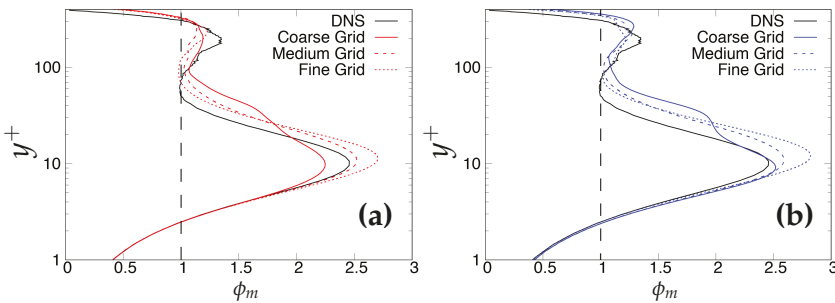 DNS
Coarse Grid
Medium Grid
Fine Grid
100
10
1
y+
(a)
0 0.5 1 1.5 2 2.5 3
ϕm
DNS
Coarse Grid
Medium Grid
Fine Grid
100
10
1
y+
(b)
0 0.5 1 1.5 2 2.5 3
ϕm